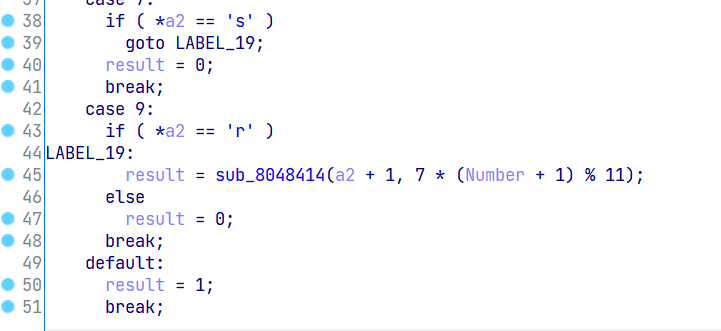 37 case 7:
38 if ( *a2 == 's' )
39 goto LABEL_19;
40 result = 0;
41 break;
42 case 9:
43 if ( *a2 == 'r' )
44 LABEL_19:
45 result = sub_8048414(a2 + 1, 7 * (Number + 1) % 11);
46 else
47 result = 0;
48 break;
49 default:
50 result = 1;
51 break;